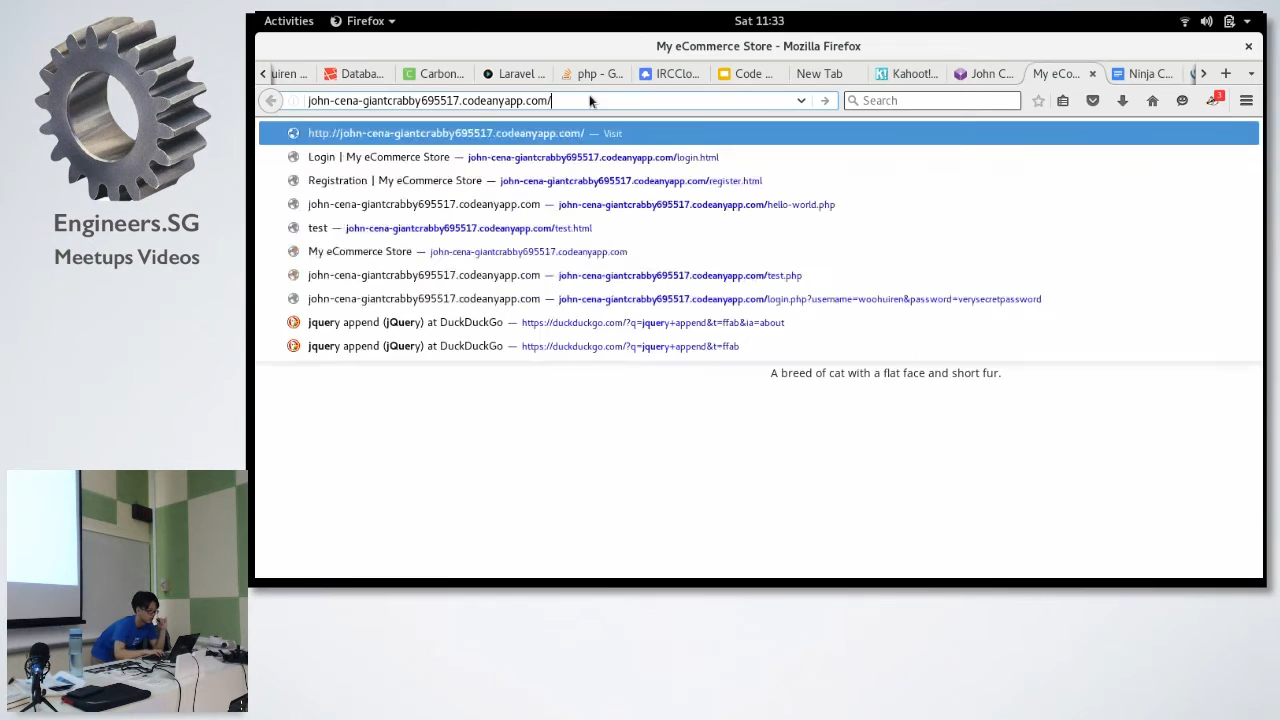 Activities Firefox Sat 11:33
My eCommerce Store - Mozilla Firefox
uiren ... Databa... Carbon... Laravel ... php - G... IRCClo... Code ... New Tab Kahoot!... John C... My eCo... Ninja C...
john-cena-giantcrabby695517.codeanyapp.com/ Search 3
http://john-cena-giantcrabby695517.codeanyapp.com/ — Visit
Login | My eCommerce Store — john-cena-giantcrabby695517.codeanyapp.com/login.html
Registration | My eCommerce Store — john-cena-giantcrabby695517.codeanyapp.com/register.html
john-cena-giantcrabby695517.codeanyapp.com — john-cena-giantcrabby695517.codeanyapp.com/hello-world.php
test — john-cena-giantcrabby695517.codeanyapp.com/test.html
My eCommerce Store — john-cena-giantcrabby695517.codeanyapp.com
john-cena-giantcrabby695517.codeanyapp.com — john-cena-giantcrabby695517.codeanyapp.com/test.php
john-cena-giantcrabby695517.codeanyapp.com — john-cena-giantcrabby695517.codeanyapp.com/login.php?username=woohuiren&password=verysecretpassword
jquery append (jQuery) at DuckDuckGo — https://duckduckgo.com/?q=jquery+append&t=ffab&ia=about
jquery append (jQuery) at DuckDuckGo — https://duckduckgo.com/?q=jquery+append&t=ffab
A breed of cat with a flat face and short fur.
Engineers.SG
Meetups Videos